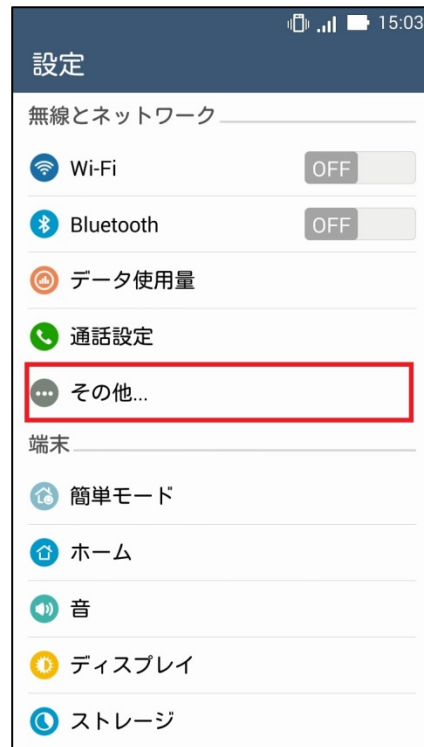 15:03
設定
無線とネットワーク
Wi-Fi OFF
Bluetooth OFF
データ使用量
通話設定
その他...
端末
簡単モード
ホーム
音
ディスプレイ
ストレージ